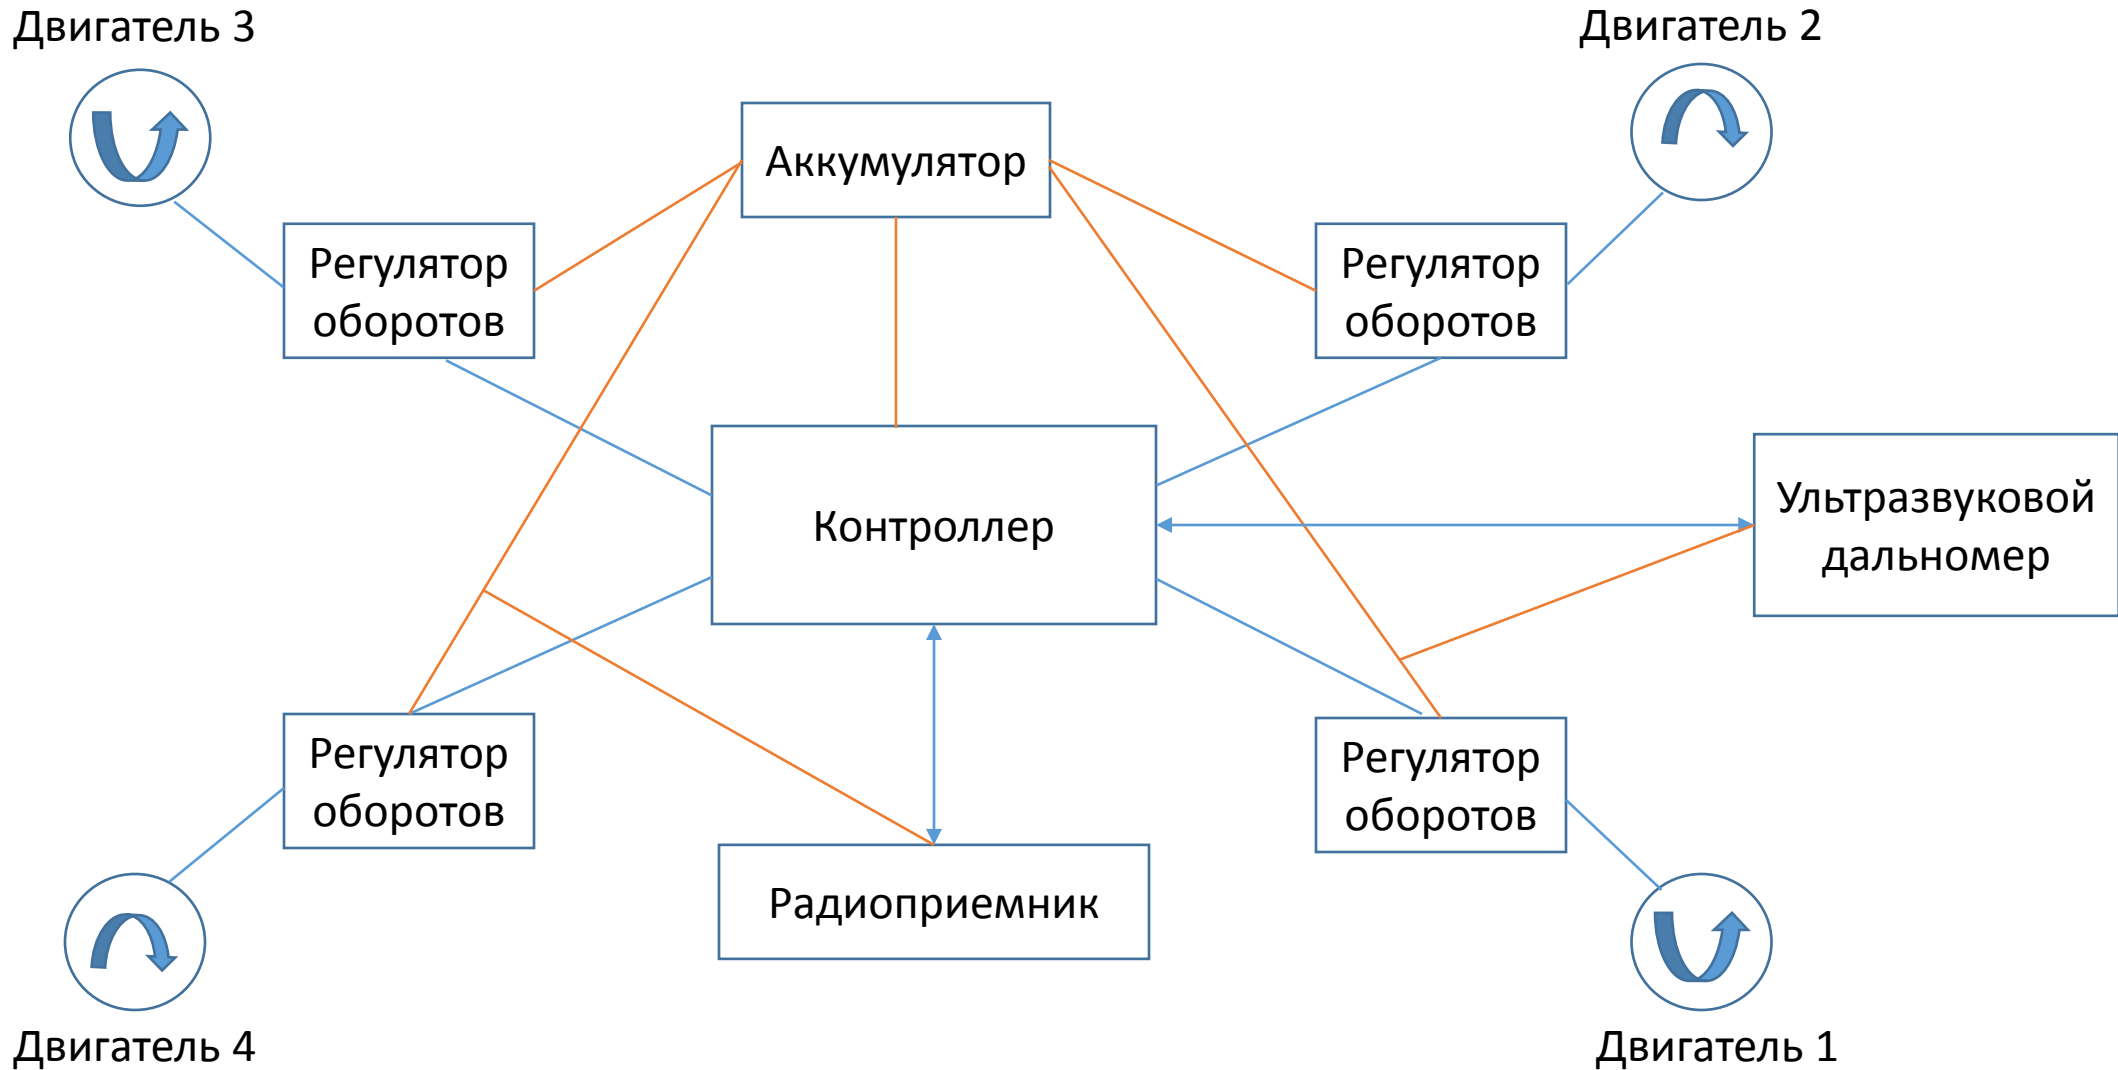 Двигатель 3
Двигатель 2
Аккумулятор
Регулятор
оборотов
Регулятор
оборотов
Контроллер
Ультразвуковой
дальномер
Регулятор
оборотов
Регулятор
оборотов
Радиоприемник
Двигатель 4
Двигатель 1